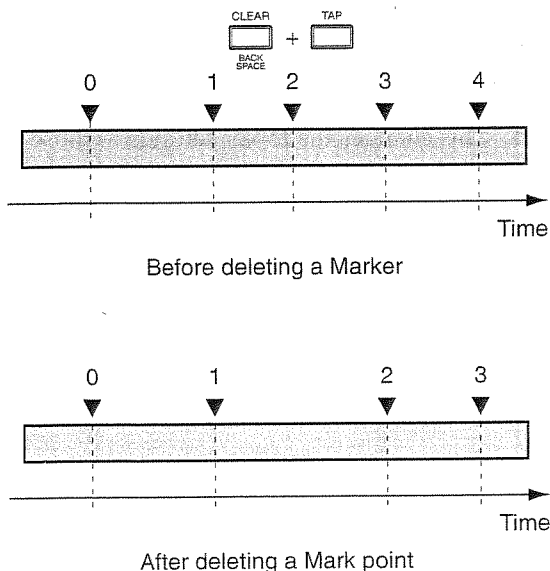 CLEAR TAP
+
BACK
SPACE
0 1 2 3 4
Time
Before deleting a Marker
0 1 2 3
Time
After deleting a Mark point